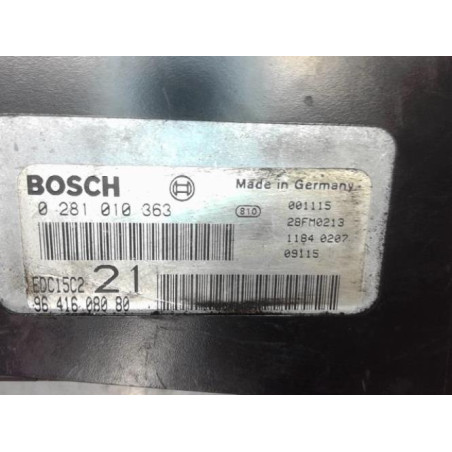 BOSCH Made in Germany
0 281 010 363 810 001115
28FM0213
1184 0207
09115
EDC15C2 21
96 416 080 80